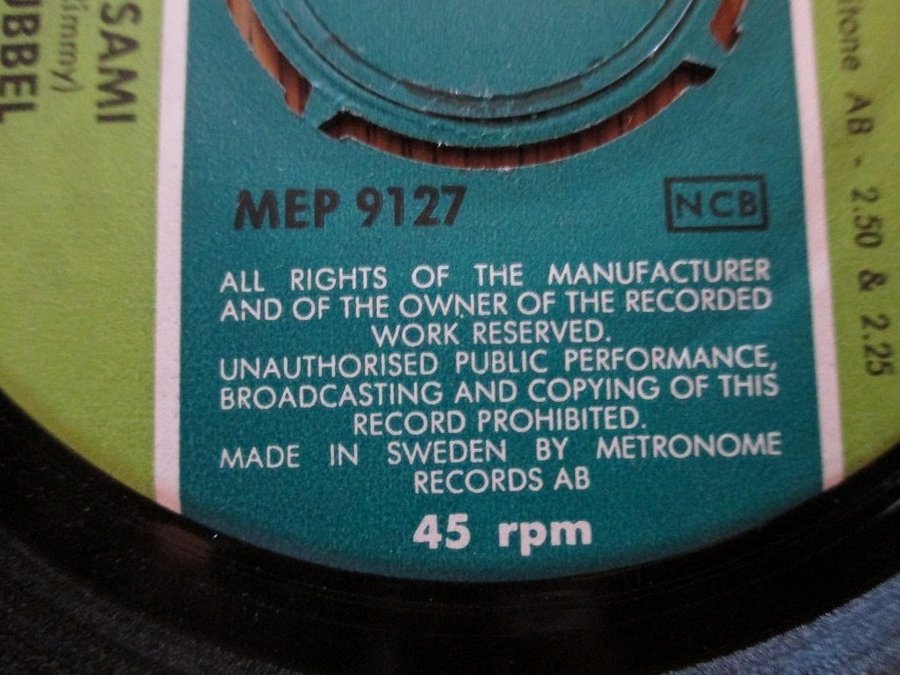 SAMI
immy)
UBBEL
MEP 9127
NCB
ALL RIGHTS OF THE MANUFACTURER
AND OF THE OWNER OF THE RECORDED
WORK RESERVED.
UNAUTHORISED PUBLIC PERFORMANCE,
BROADCASTING AND COPYING OF THIS
RECORD PROHIBITED.
MADE IN SWEDEN BY METRONOME
RECORDS AB
45 rpm
tone AB - 2.50 & 2.25